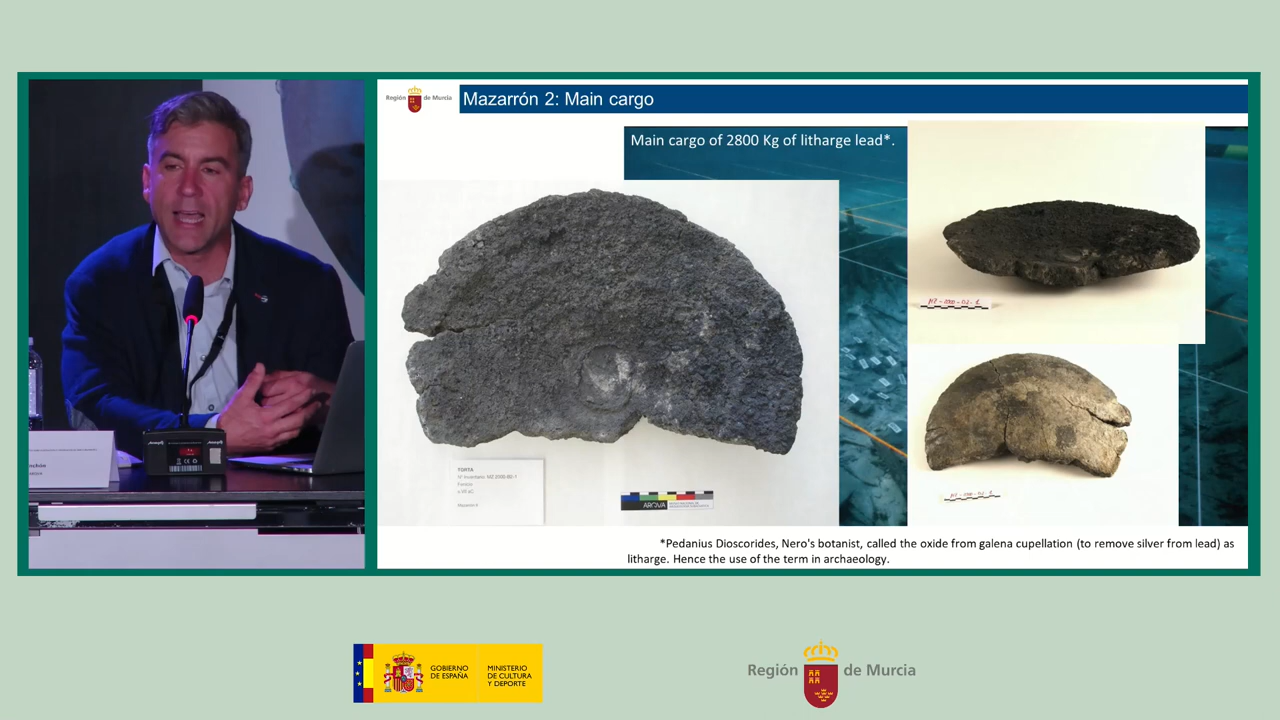 Región de Murcia
Mazarrón 2: Main cargo
Main cargo of 2800 Kg of litharge lead*.
TORTA
ARQVA
*Pedanius Dioscorides, Nero's botanist, called the oxide from galena cupellation (to remove silver from lead) as
litharge. Hence the use of the term in archaeology.
GOBIERNO
DE ESPAÑA
MINISTERIO
DE CULTURA
Y DEPORTE
Región de Murcia